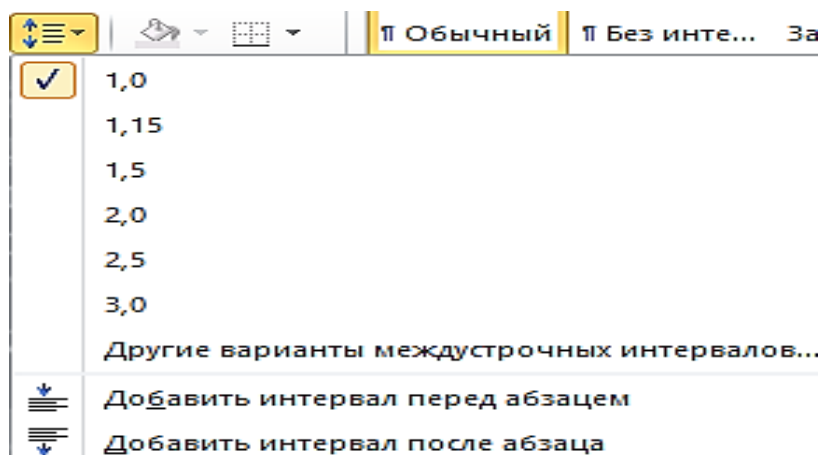 ¶ Обычный ¶ Без инте... За
1,0
1,15
1,5
2,0
2,5
3,0
Другие варианты междустрочных интервалов...
Добавить интервал перед абзацем
Добавить интервал после абзаца